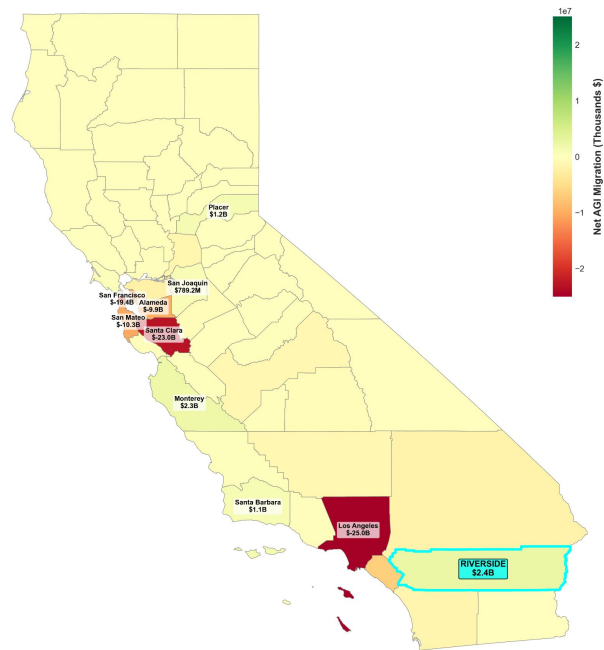 1e7
2
1
0
−1
−2
Net AGI Migration (Thousands $)
Placer
$1.2B
San Joaquin
$789.2M
San Francisco
$-19.4B
Alameda
$-9.9B
San Mateo
$-10.3B
Santa Clara
$-23.0B
Monterey
$2.3B
Santa Barbara
$1.1B
Los Angeles
$-25.0B
RIVERSIDE
$2.4B